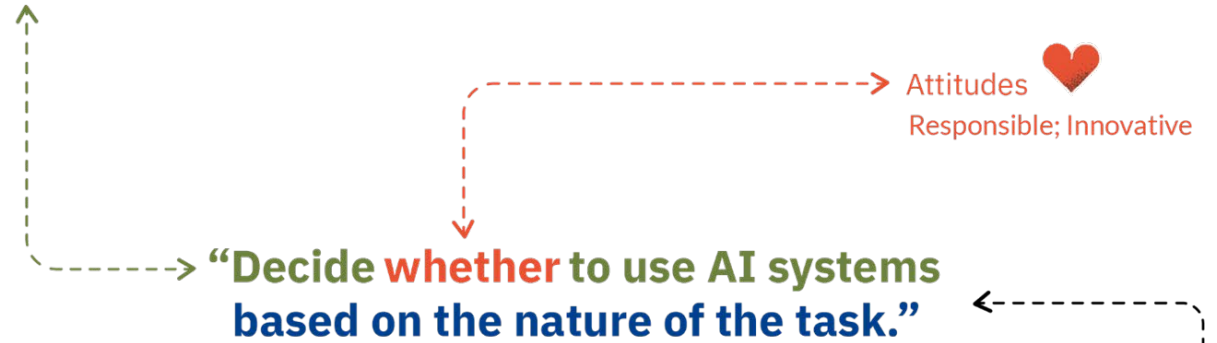 Attitudes
Responsible; Innovative
“Decide whether to use AI systems
based on the nature of the task.”